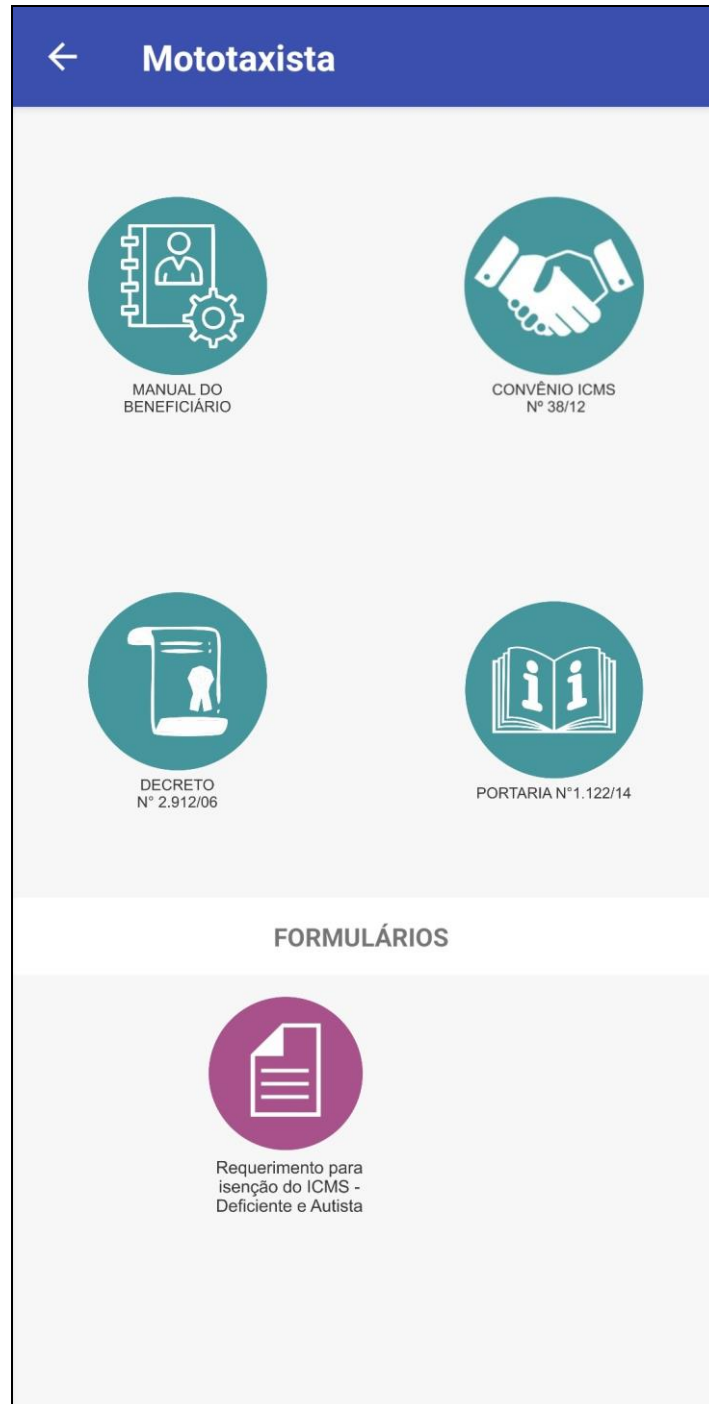 Mototaxista
MANUAL DO
BENEFICIÁRIO
CONVÊNIO ICMS
Nº 38/12
DECRETO
N° 2.912/06
PORTARIA N°1.122/14
FORMULÁRIOS
Requerimento para
isenção do ICMS -
Deficiente e Autista